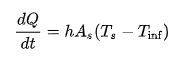 dQ/dt = hA_s(T_s − T_inf)